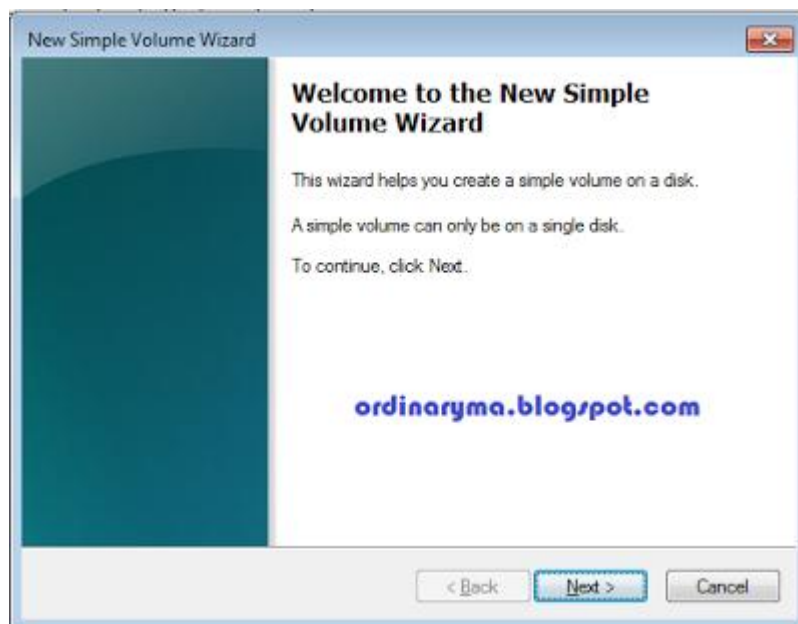 New Simple Volume Wizard
Welcome to the New Simple
Volume Wizard
This wizard helps you create a simple volume on a disk.
A simple volume can only be on a single disk.
To continue, click Next.
ordinaryma.blogspot.com
< Back
Next >
Cancel